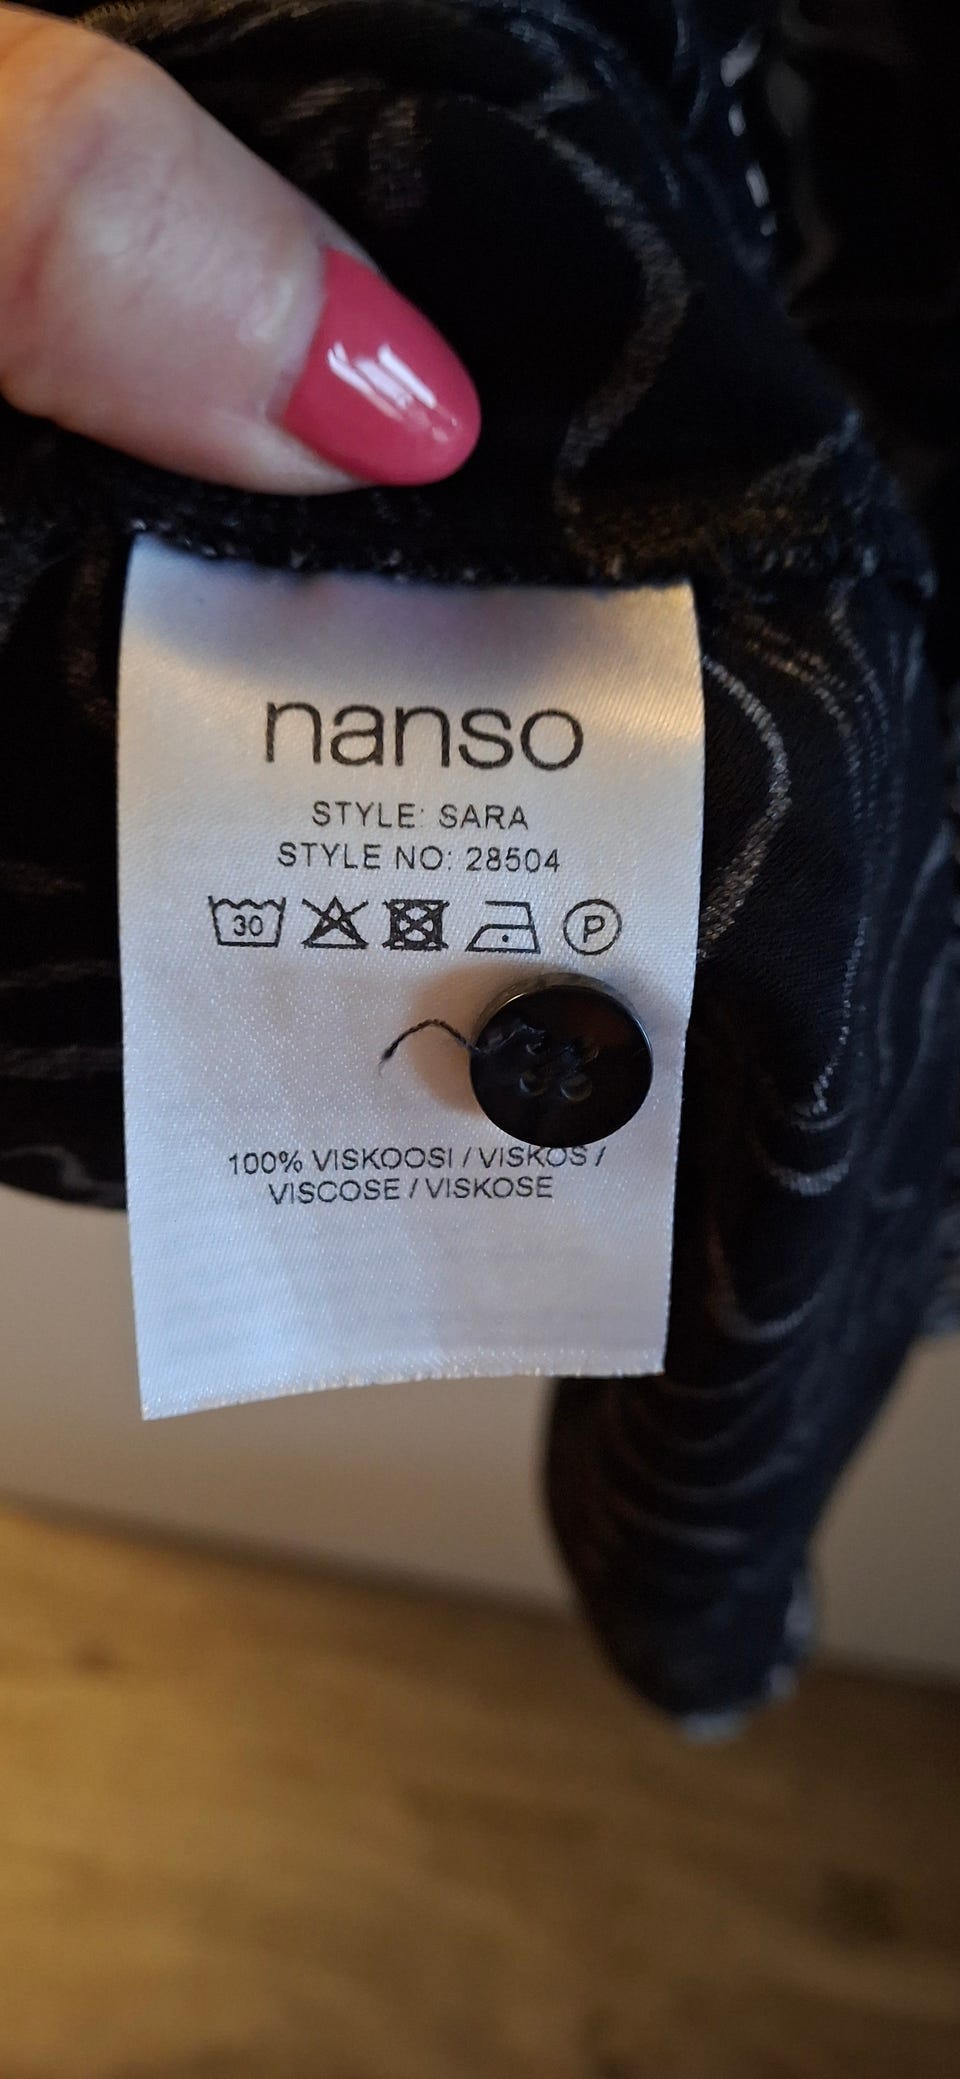 nanso
STYLE: SARA
STYLE NO: 28504
30 P
100% VISKOOSI / VISKOS /
VISCOSE / VISKOSE